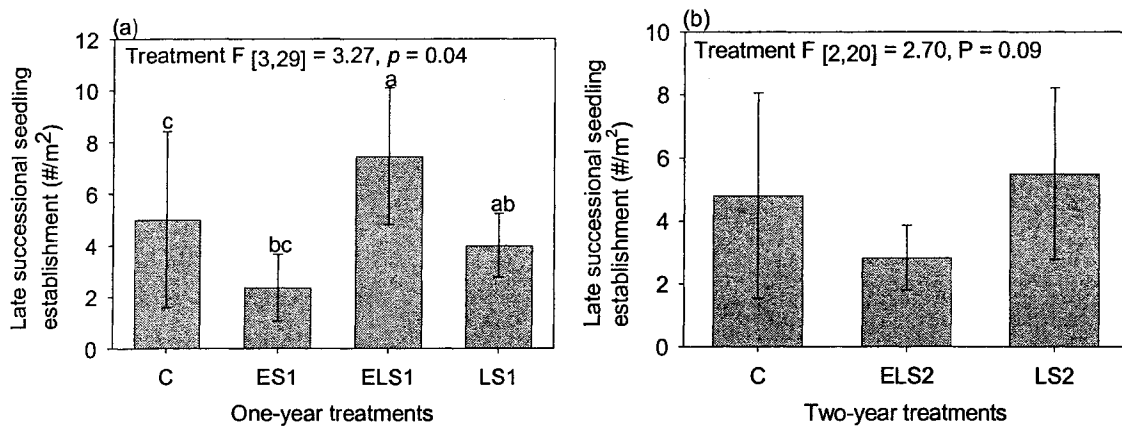 (a)
Treatment F [3,29] = 3.27, p = 0.04
12
10
8
6
4
2
0
Late successional seedling
establishment (#/m²)
c
bc
a
ab
C ES1 ELS1 LS1
One-year treatments
(b)
Treatment F [2,20] = 2.70, P = 0.09
10
8
6
4
2
0
Late successional seedling
establishment (#/m²)
C ELS2 LS2
Two-year treatments